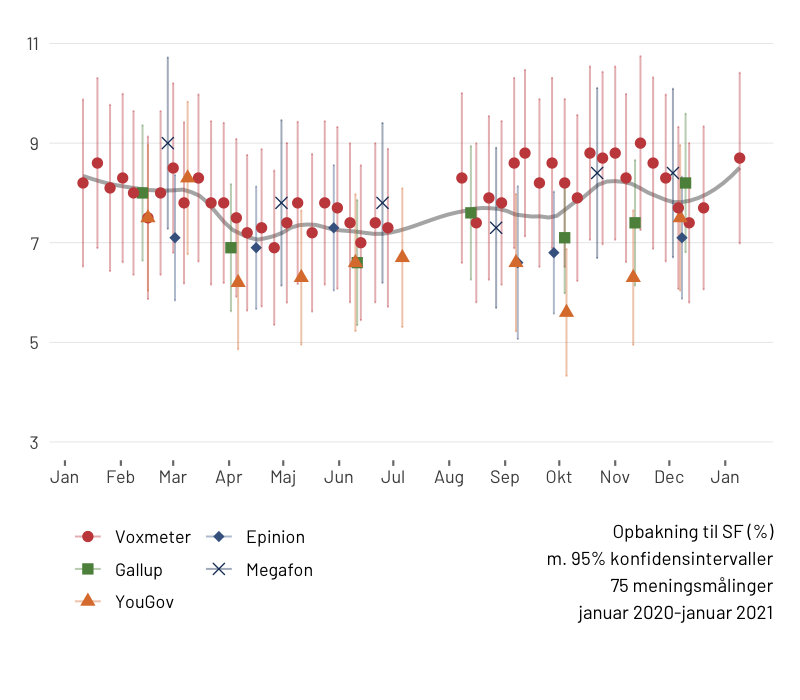 11
9
7
5
3
Jan Feb Mar Apr Maj Jun Jul Aug Sep Okt Nov Dec Jan
Voxmeter Epinion
Gallup Megafon
YouGov
Opbakning til SF (%)
m. 95% konfidensintervaller
75 meningsmålinger
januar 2020-januar 2021